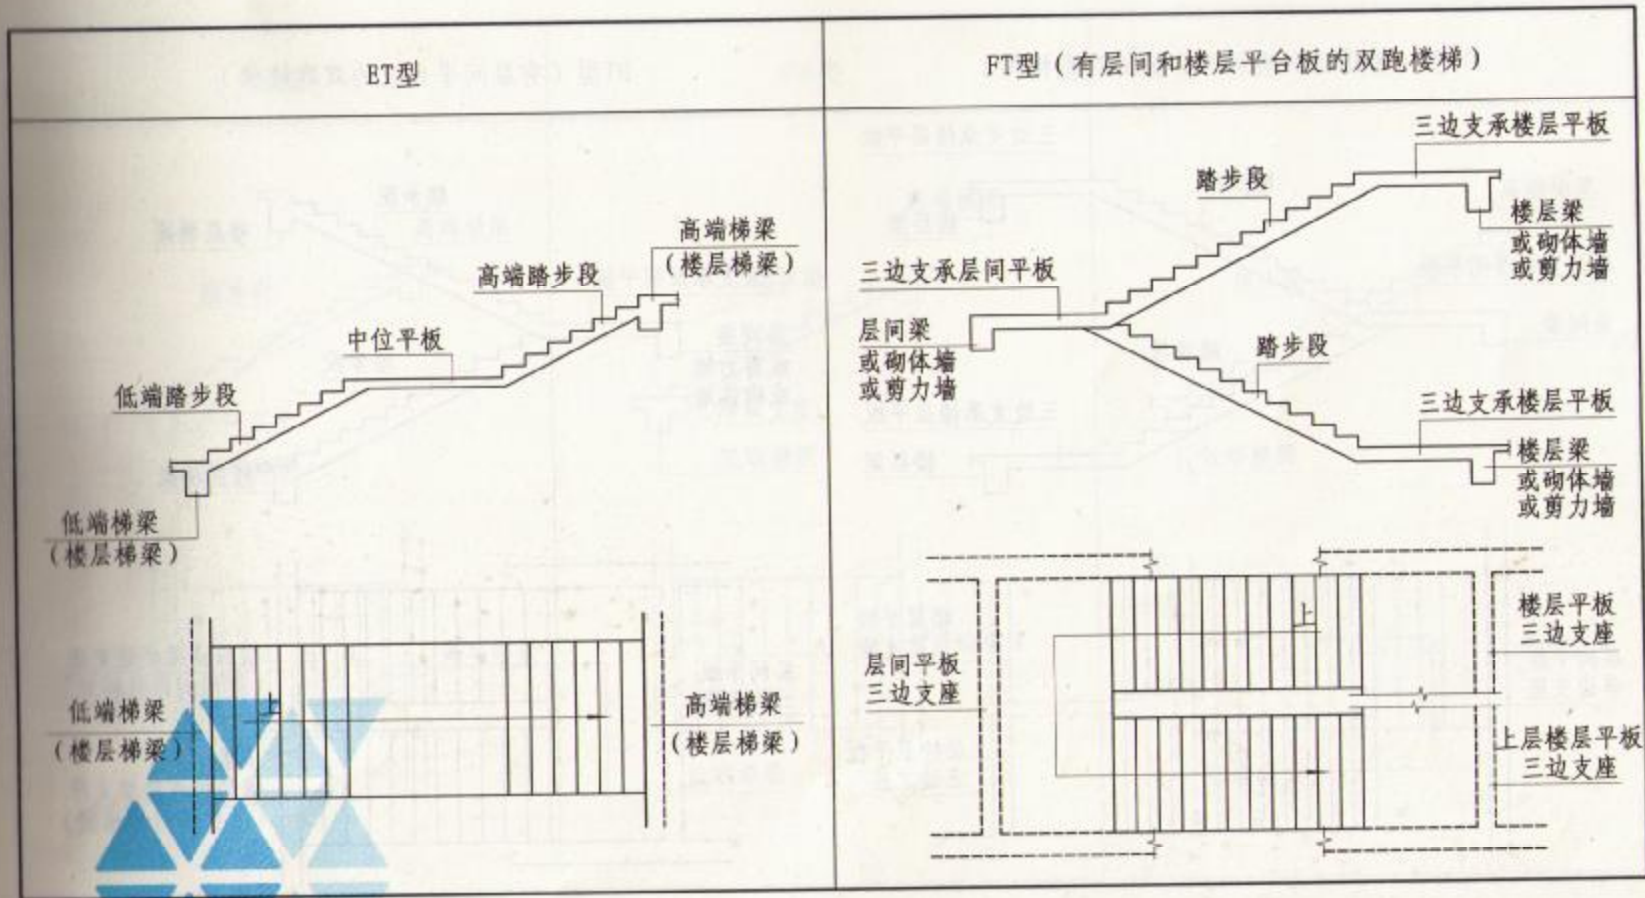 ET型
高端梯梁
(楼层梯梁)
高端踏步段
中位平板
低端踏步段
低端梯梁
(楼层梯梁)
上
低端梯梁
(楼层梯梁)
高端梯梁
(楼层梯梁)
FT型(有层间和楼层平台板的双跑楼梯)
三边支承楼层平板
踏步段
楼层梁
或砌体墙
或剪力墙
三边支承层间平板
层间梁
或砌体墙
或剪力墙
踏步段
三边支承楼层平板
楼层梁
或砌体墙
或剪力墙
上
楼层平板
三边支座
层间平板
三边支座
上层楼层平板
三边支座